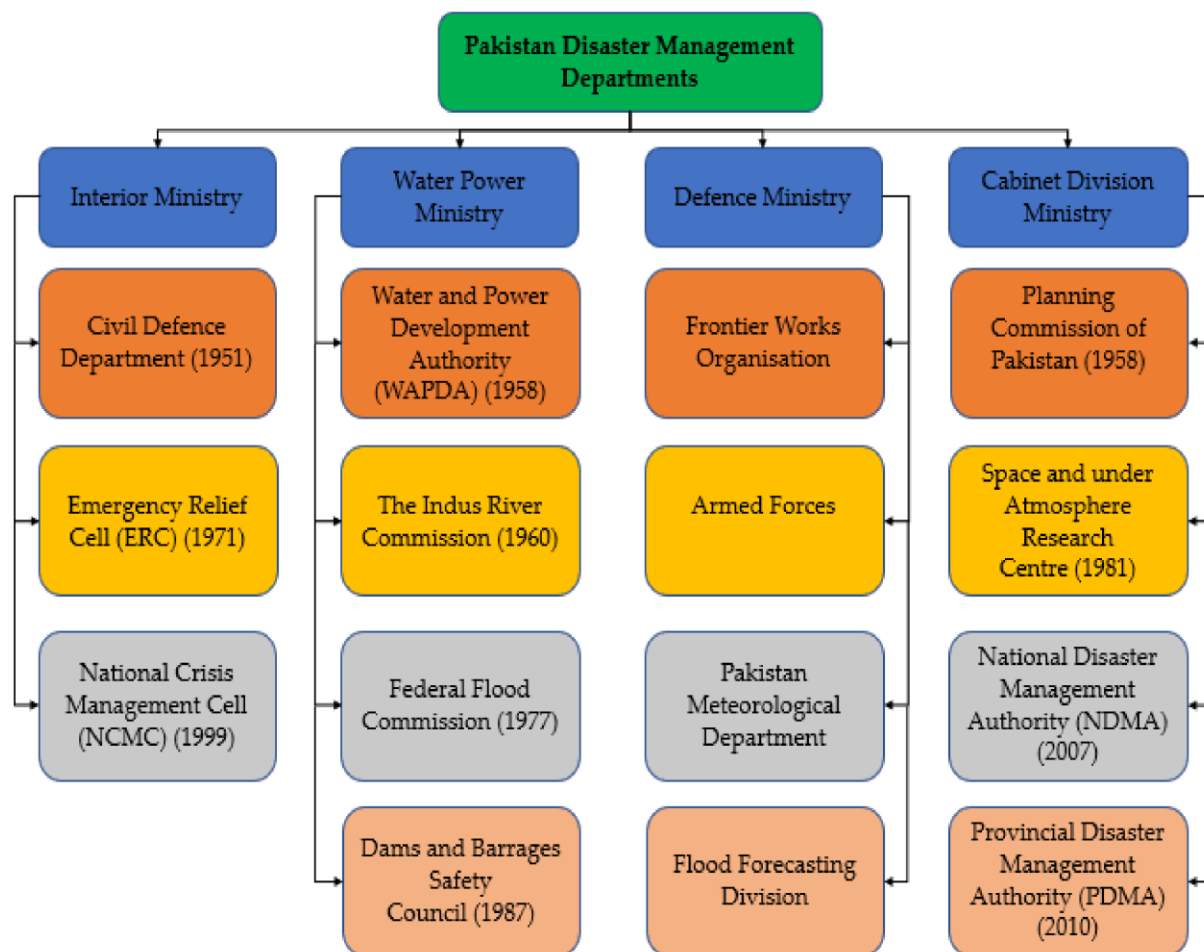 Pakistan Disaster Management
Departments
Interior Ministry
Water Power
Ministry
Defence Ministry
Cabinet Division
Ministry
Civil Defence
Department (1951)
Water and Power
Development
Authority
(WAPDA) (1958)
Frontier Works
Organisation
Planning
Commission of
Pakistan (1958)
Emergency Relief
Cell (ERC) (1971)
The Indus River
Commission (1960)
Armed Forces
Space and under
Atmosphere
Research
Centre (1981)
National Crisis
Management Cell
(NCMC) (1999)
Federal Flood
Commission (1977)
Pakistan
Meteorological
Department
National Disaster
Management
Authority (NDMA)
(2007)
Dams and Barrages
Safety
Council (1987)
Flood Forecasting
Division
Provincial Disaster
Management
Authority (PDMA)
(2010)